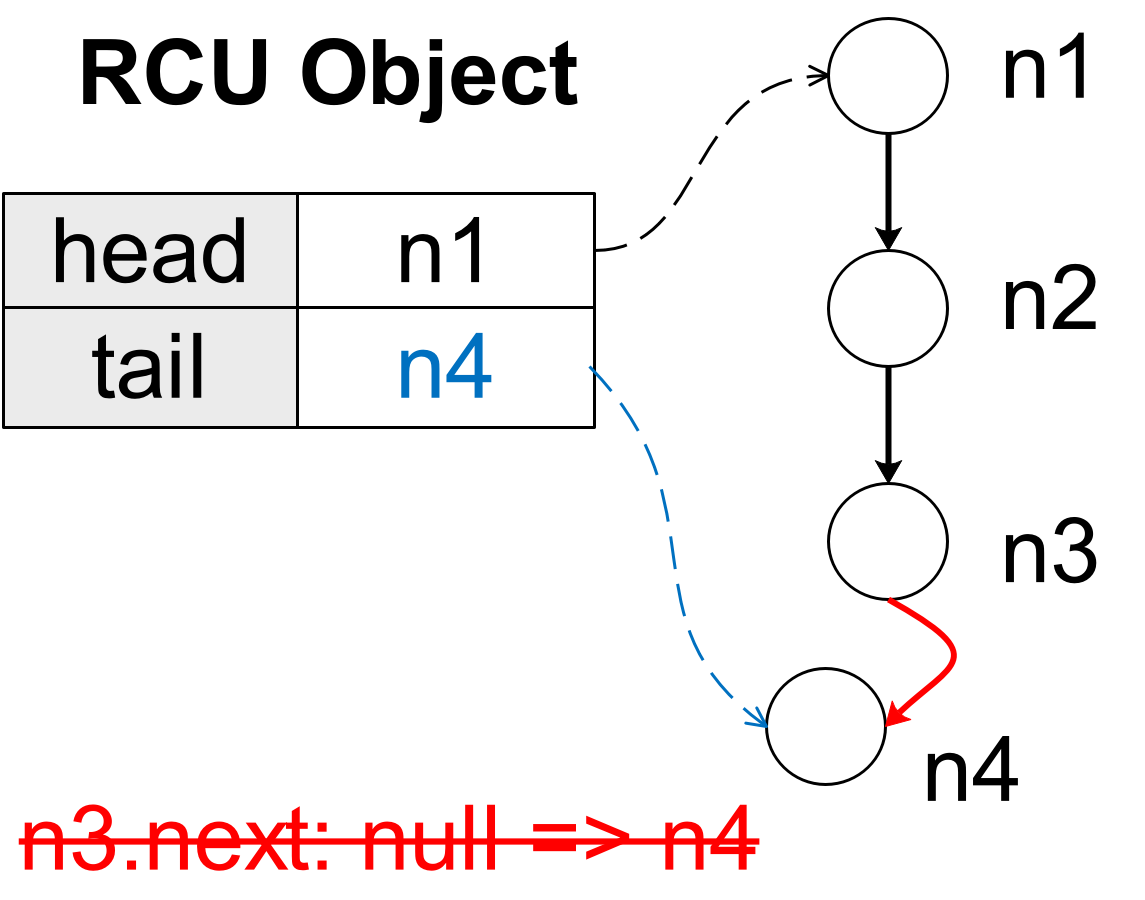 RCU Object
head n1
tail n4
n1
n2
n3
n4
n3.next: null => n4